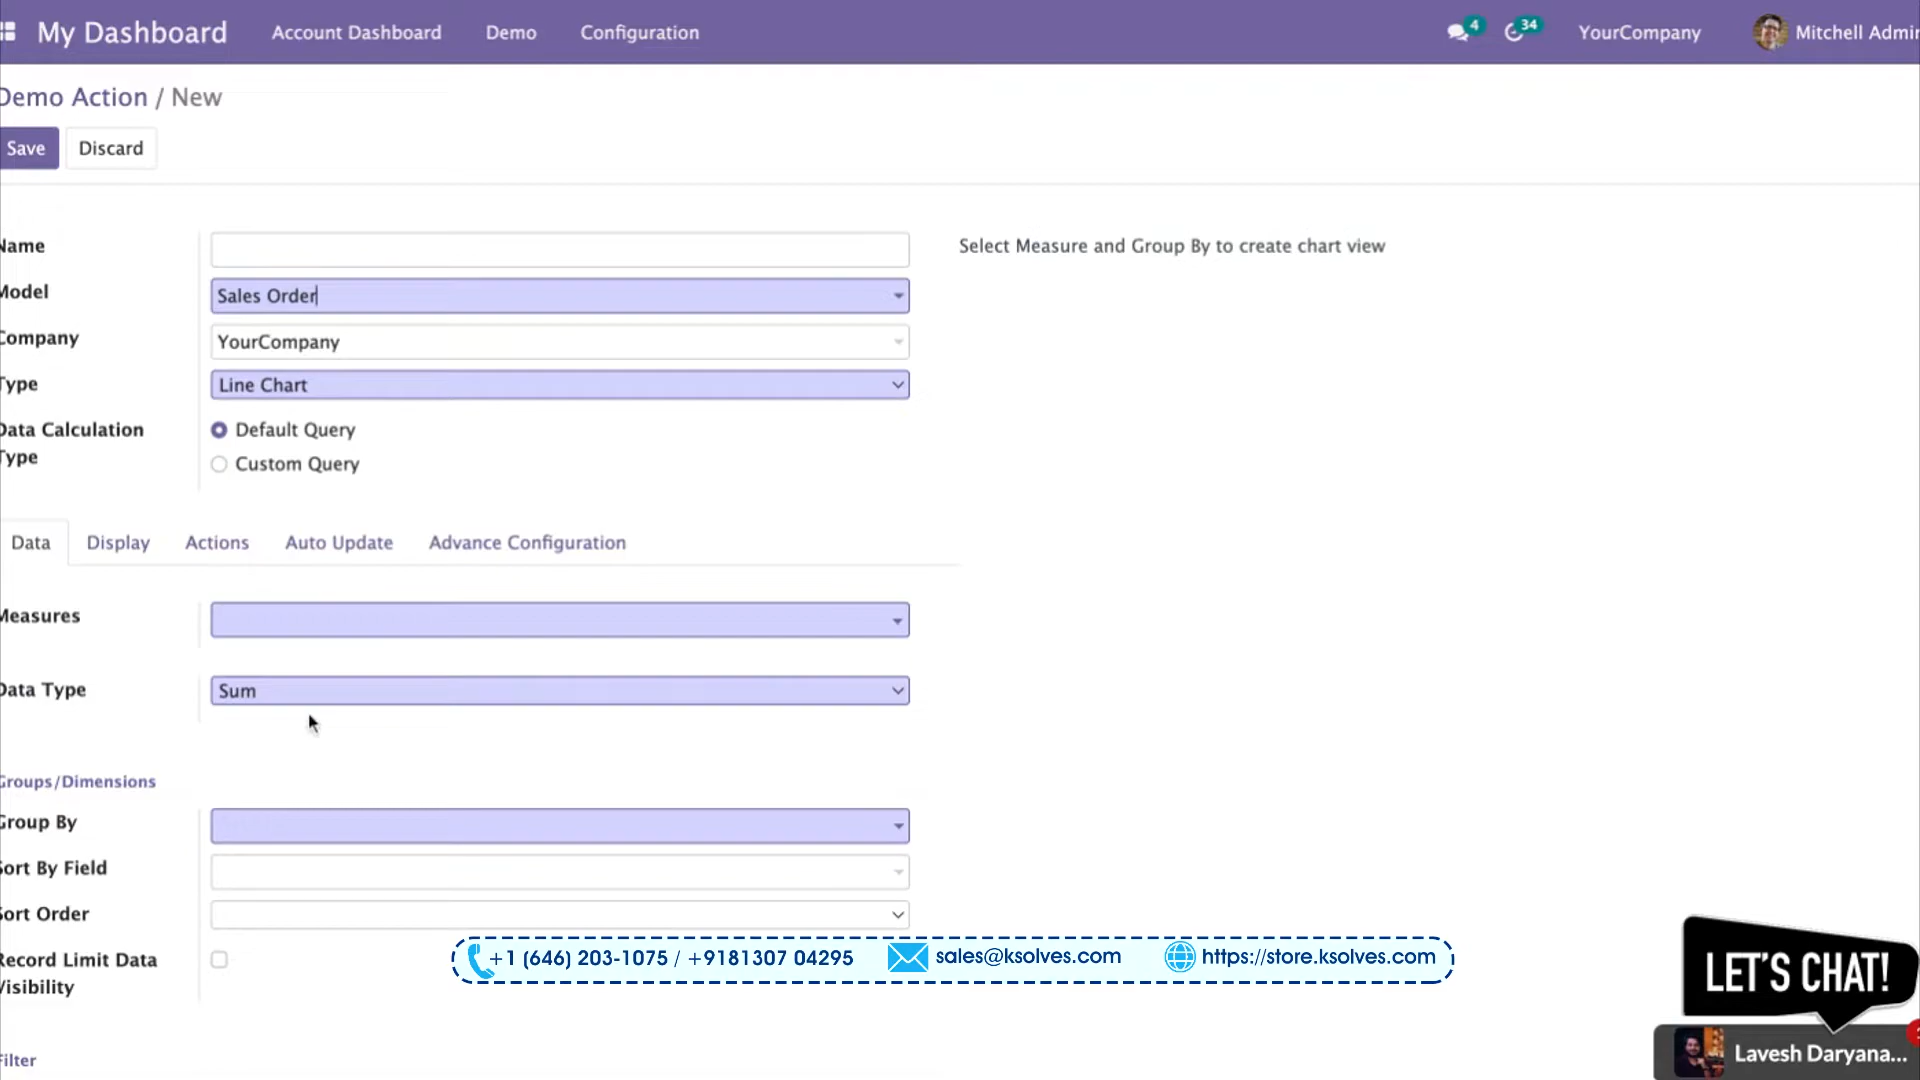 My Dashboard Account Dashboard Demo Configuration 4 34 YourCompany Mitchell Admin
Demo Action / New
Save Discard
Name Select Measure and Group By to create chart view
Model Sales Order
Company YourCompany
Type Line Chart
Data Calculation Type Default Query
Custom Query
Data Display Actions Auto Update Advance Configuration
Measures
Data Type Sum
Groups/Dimensions
Group By
Sort By Field
Sort Order
Record Limit Data Visibility
+1 (646) 203-1075 / +9181307 04295 sales@ksolves.com https://store.ksolves.com
LET'S CHAT!
Lavesh Daryana...
Filter